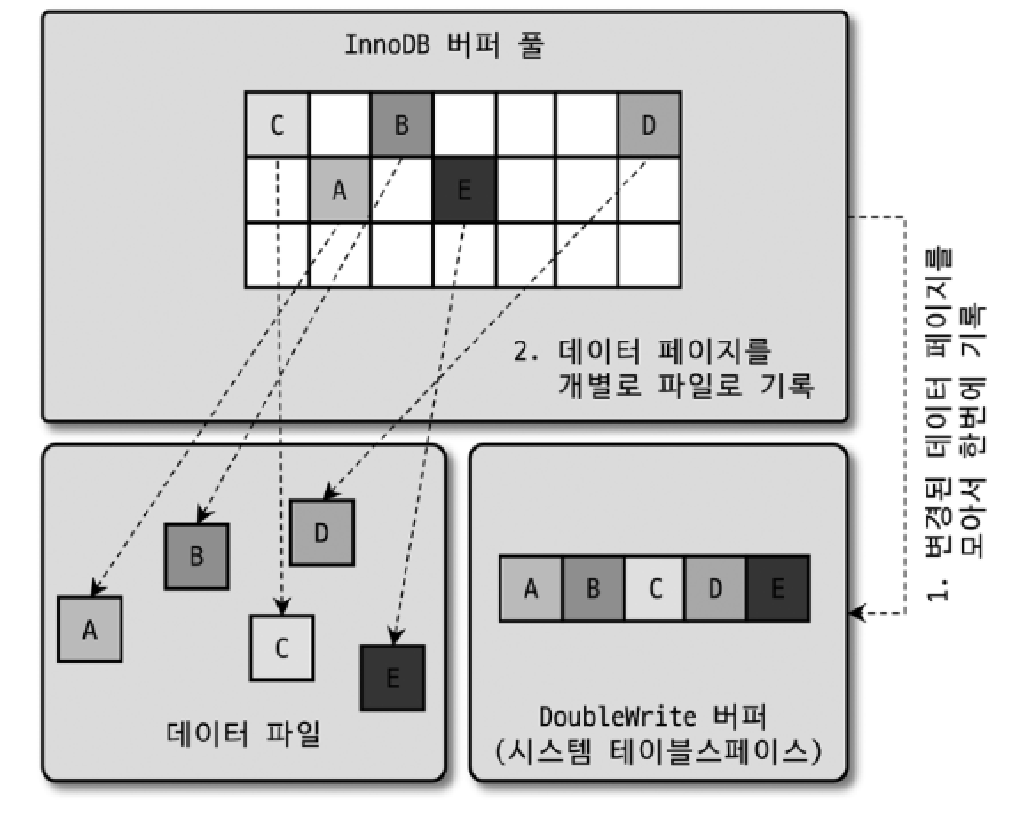 InnoDB 버퍼 풀
C
B
D
A
E
2. 데이터 페이지를
개별로 파일로 기록
1. 변경된 데이터 페이지를
모아서 한번에 기록
A
B
C
D
E
데이터 파일
A
B
C
D
E
DoubleWrite 버퍼
(시스템 테이블스페이스)